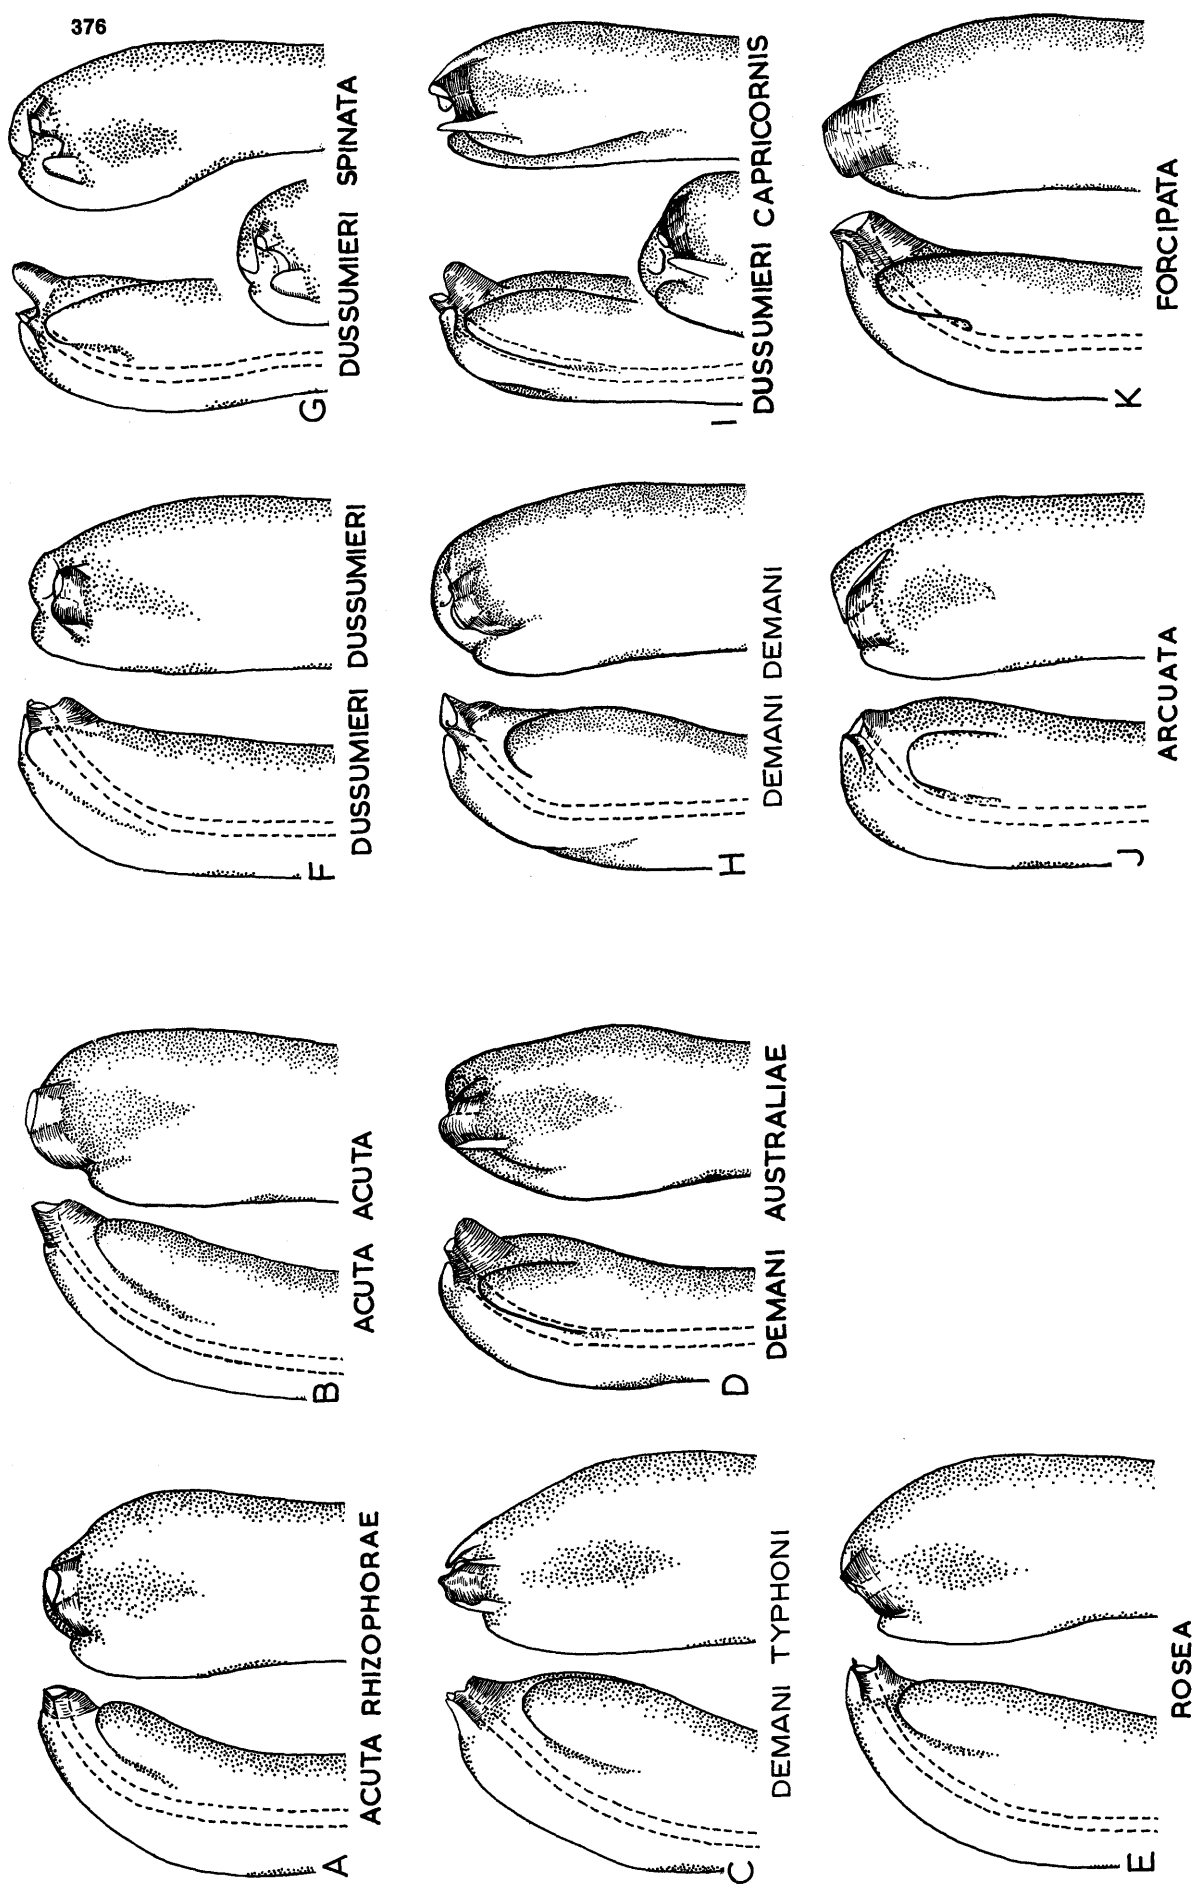 376
A
ACUTA RHIZOPHORAE
B
ACUTA ACUTA
F
DUSSUMIERI DUSSUMIERI
G
DUSSUMIERI SPINATA
C
DEMANI TYPHONI
D
DEMANI AUSTRALIAE
H
DEMANI DEMANI
I
DUSSUMIERI CAPRICORNIS
E
ROSEA
J
ARCUATA
K
FORCIPATA